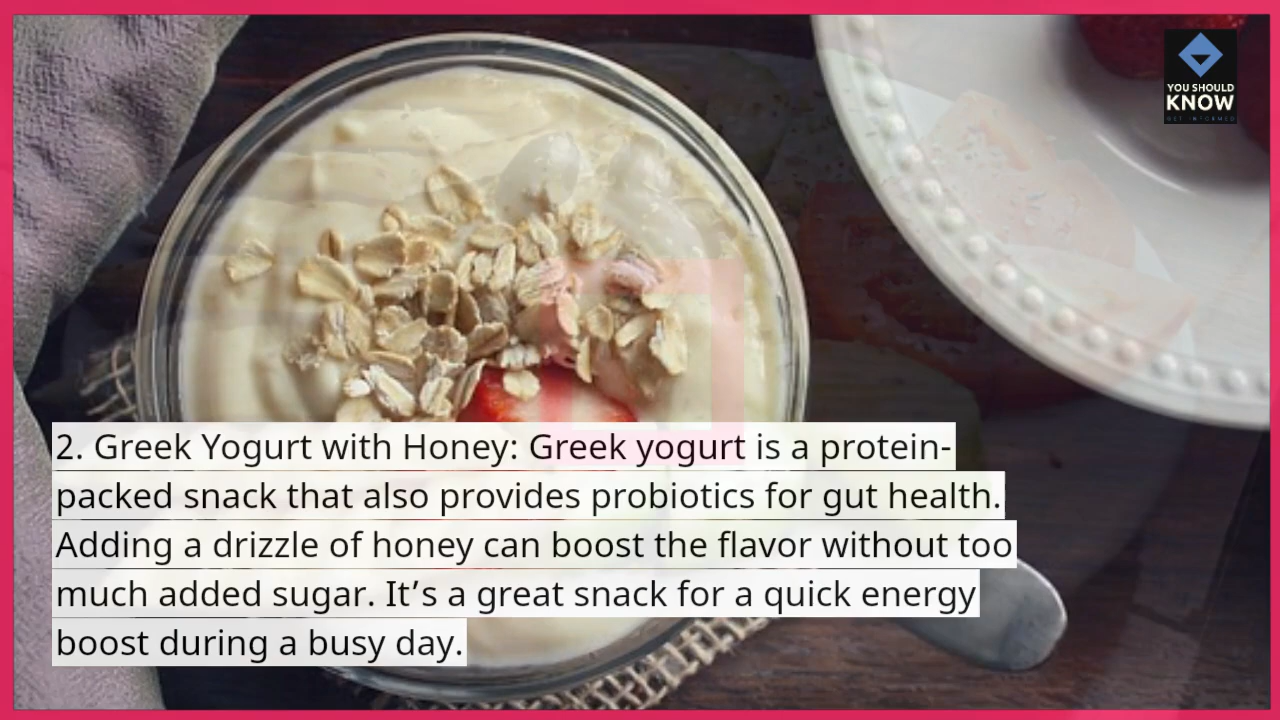 YOU SHOULD
KNOW
GET INFORMED
2. Greek Yogurt with Honey: Greek yogurt is a protein-
packed snack that also provides probiotics for gut health.
Adding a drizzle of honey can boost the flavor without too
much added sugar. It’s a great snack for a quick energy
boost during a busy day.